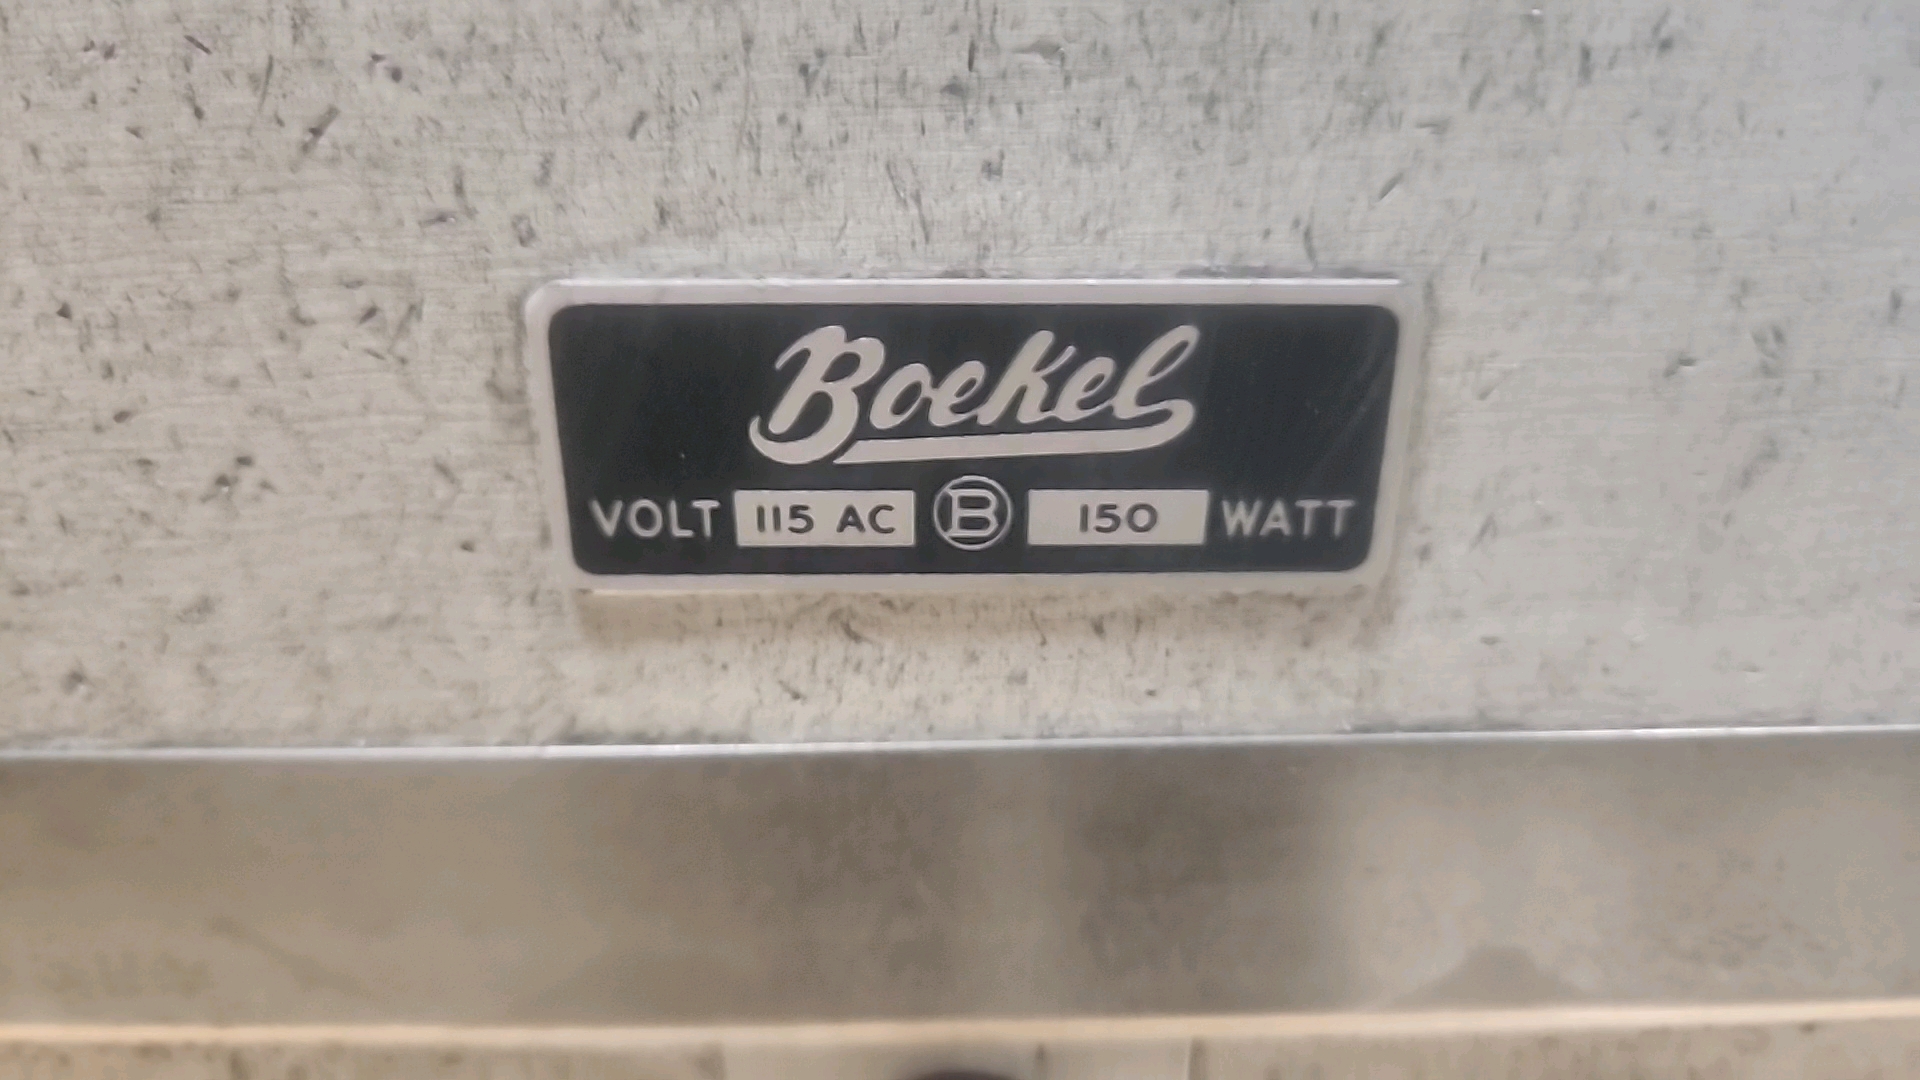 Boekel
VOLT 115 AC B 150 WATT